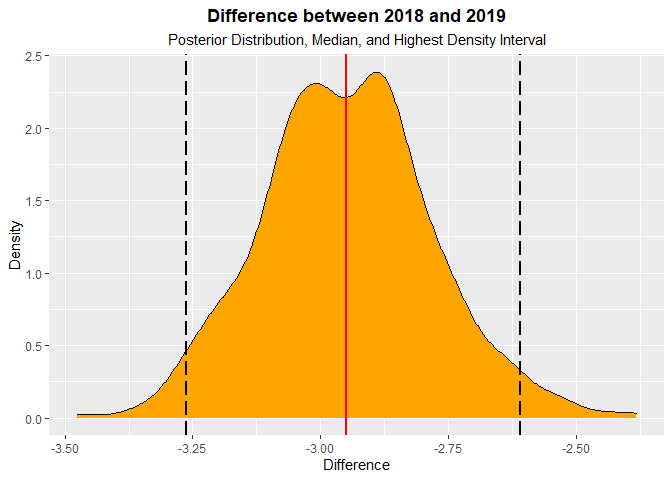 Difference between 2018 and 2019
Posterior Distribution, Median, and Highest Density Interval
2.5
2.0
1.5
1.0
0.5
0.0
Density
-3.50
-3.25
-3.00
-2.75
-2.50
Difference